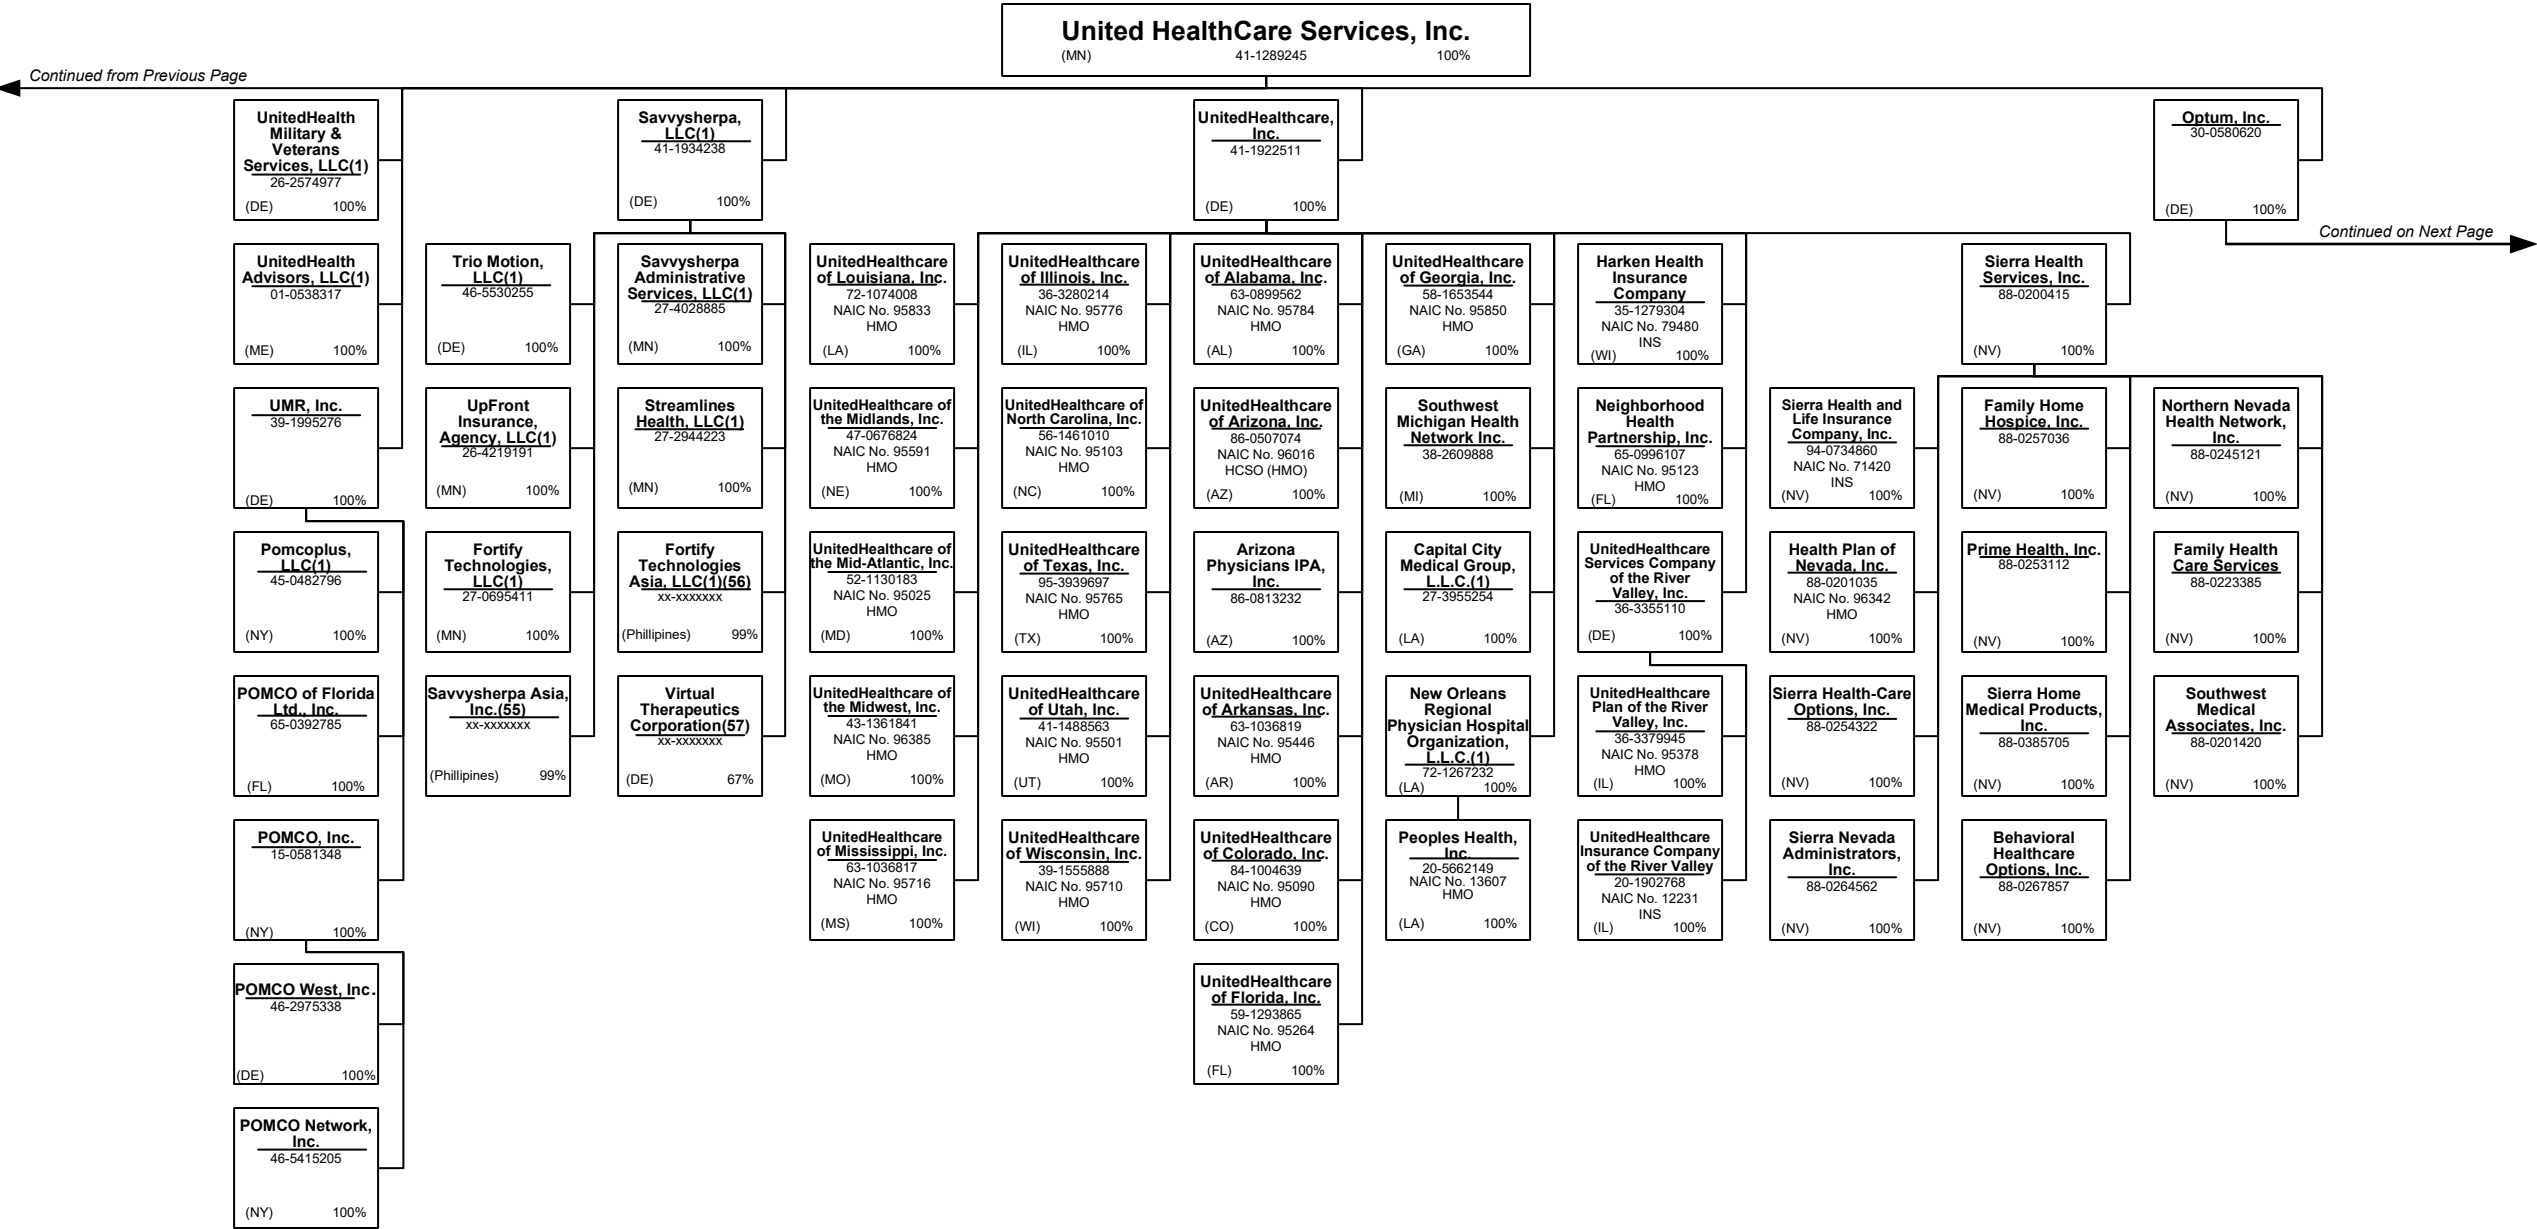 United HealthCare Services, Inc.
(MN) 41-1289245 100%
Continued from Previous Page
UnitedHealth
Military &
Veterans
Services, LLC(1)
26-2574977
(DE) 100%
Savvysherpa,
LLC(1)
41-1934238
(DE) 100%
UnitedHealthcare,
Inc.
41-1922511
(DE) 100%
Optum, Inc.
30-0580620
(DE) 100%
Continued on Next Page
UnitedHealth
Advisors, LLC(1)
01-0538317
(ME) 100%
Trio Motion,
LLC(1)
46-5530255
(DE) 100%
Savvysherpa
Administrative
Services, LLC(1)
27-4028885
(MN) 100%
UnitedHealthcare
of Louisiana, Inc.
72-1074008
NAIC No. 95833
HMO
(LA) 100%
UnitedHealthcare
of Illinois, Inc.
36-3280214
NAIC No. 95776
HMO
(IL) 100%
UnitedHealthcare
of Alabama, Inc.
63-0899562
NAIC No. 95784
HMO
(AL) 100%
UnitedHealthcare
of Georgia, Inc.
58-1653544
NAIC No. 95850
HMO
(GA) 100%
Harken Health
Insurance
Company
35-1279304
NAIC No. 79480
INS
(WI) 100%
Sierra Health
Services, Inc.
88-0200415
(NV) 100%
UMR, Inc.
39-1995276
(DE) 100%
UpFront
Insurance,
Agency, LLC(1)
26-4219191
(MN) 100%
Streamlines
Health, LLC(1)
27-2944223
(MN) 100%
UnitedHealthcare of
the Midlands, Inc.
47-0676824
NAIC No. 95591
HMO
(NE) 100%
UnitedHealthcare of
North Carolina, Inc.
56-1461010
NAIC No. 95103
HMO
(NC) 100%
UnitedHealthcare
of Arizona, Inc.
86-0507074
NAIC No. 96016
HCSO (HMO)
(AZ) 100%
Southwest
Michigan Health
Network Inc.
38-2609888
(MI) 100%
Neighborhood
Health
Partnership, Inc.
65-0996107
NAIC No. 95123
HMO
(FL) 100%
Sierra Health and
Life Insurance
Company, Inc.
94-0734860
NAIC No. 71420
INS
(NV) 100%
Family Home
Hospice, Inc.
88-0257036
(NV) 100%
Northern Nevada
Health Network,
Inc.
88-0245121
(NV) 100%
Pomcoplus,
LLC(1)
45-0482796
(NY) 100%
Fortify
Technologies,
LLC(1)
27-0695411
(MN) 100%
Fortify
Technologies
Asia, LLC(1)(56)
xx-xxxxxxx
(Phillipines) 99%
UnitedHealthcare of
the Mid-Atlantic, Inc.
52-1130183
NAIC No. 95025
HMO
(MD) 100%
UnitedHealthcare
of Texas, Inc.
95-3939697
NAIC No. 95765
HMO
(TX) 100%
Arizona
Physicians IPA,
Inc.
86-0813232
(AZ) 100%
Capital City
Medical Group,
L.L.C.(1)
27-3955254
(LA) 100%
UnitedHealthcare
Services Company
of the River
Valley, Inc.
36-3355110
(DE) 100%
Health Plan of
Nevada, Inc.
88-0201035
NAIC No. 96342
HMO
(NV) 100%
Prime Health, Inc.
88-0253112
(NV) 100%
Family Health
Care Services
88-0223385
(NV) 100%
POMCO of Florida
Ltd., Inc.
65-0392785
(FL) 100%
Savvysherpa Asia,
Inc.(55)
xx-xxxxxxx
(Phillipines) 99%
Virtual
Therapeutics
Corporation(57)
xx-xxxxxxx
(DE) 67%
UnitedHealthcare of
the Midwest, Inc.
43-1361841
NAIC No. 96385
HMO
(MO) 100%
UnitedHealthcare
of Utah, Inc.
41-1488563
NAIC No. 95501
HMO
(UT) 100%
UnitedHealthcare
of Arkansas, Inc.
63-1036819
NAIC No. 95446
HMO
(AR) 100%
New Orleans
Regional
Physician Hospital
Organization,
L.L.C.(1)
72-1267232
(LA) 100%
UnitedHealthcare
Plan of the River
Valley, Inc.
36-3379945
NAIC No. 95378
HMO
(IL) 100%
Sierra Health-Care
Options, Inc.
88-0254322
(NV) 100%
Sierra Home
Medical Products,
Inc.
88-0385705
(NV) 100%
Southwest
Medical
Associates, Inc.
88-0201420
(NV) 100%
POMCO, Inc.
15-0581348
(NY) 100%
UnitedHealthcare
of Mississippi, Inc.
63-1036817
NAIC No. 95716
HMO
(MS) 100%
UnitedHealthcare
of Wisconsin, Inc.
39-1555888
NAIC No. 95710
HMO
(WI) 100%
UnitedHealthcare
of Colorado, Inc.
84-1004639
NAIC No. 95090
HMO
(CO) 100%
Peoples Health,
Inc.
20-5662149
NAIC No. 13607
HMO
(LA) 100%
UnitedHealthcare
Insurance Company
of the River Valley
20-1902768
NAIC No. 12231
INS
(IL) 100%
Sierra Nevada
Administrators,
Inc.
88-0264562
(NV) 100%
Behavioral
Healthcare
Options, Inc.
88-0267857
(NV) 100%
POMCO West, Inc.
46-2975338
(DE) 100%
UnitedHealthcare
of Florida, Inc.
59-1293865
NAIC No. 95264
HMO
(FL) 100%
POMCO Network,
Inc.
46-5415205
(NY) 100%